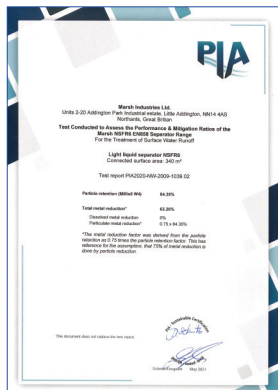 PIA
Marsh Industries Ltd.
Units 2-20 Addington Park Industrial estate, Little Addington, NN14 4AS
Northants, Great Britian
Test Conducted to Assess the Performance & Mitigation Ratios of the
Marsh NSFR6 EN858 Separator Range
For the Treatment of Surface Water Runoff
Light liquid separator NSFR6
Connected surface area: 340 m²
Test report PIA2020-NW-2009-1039.02
Particle retention (Millisil W4) 84.35%
Total metal reduction* 63.26%
Dissolved metal reduction 0%
Particulate metal reduction* 0.75 x 84.35%
*The metal reduction factor was derived from the particle
retention as 0.75 times the particle retention factor. This has
reference for the assumption, that 75% of metal reduction is
done by particle reduction.
This document does not replace the test report.
May 2021